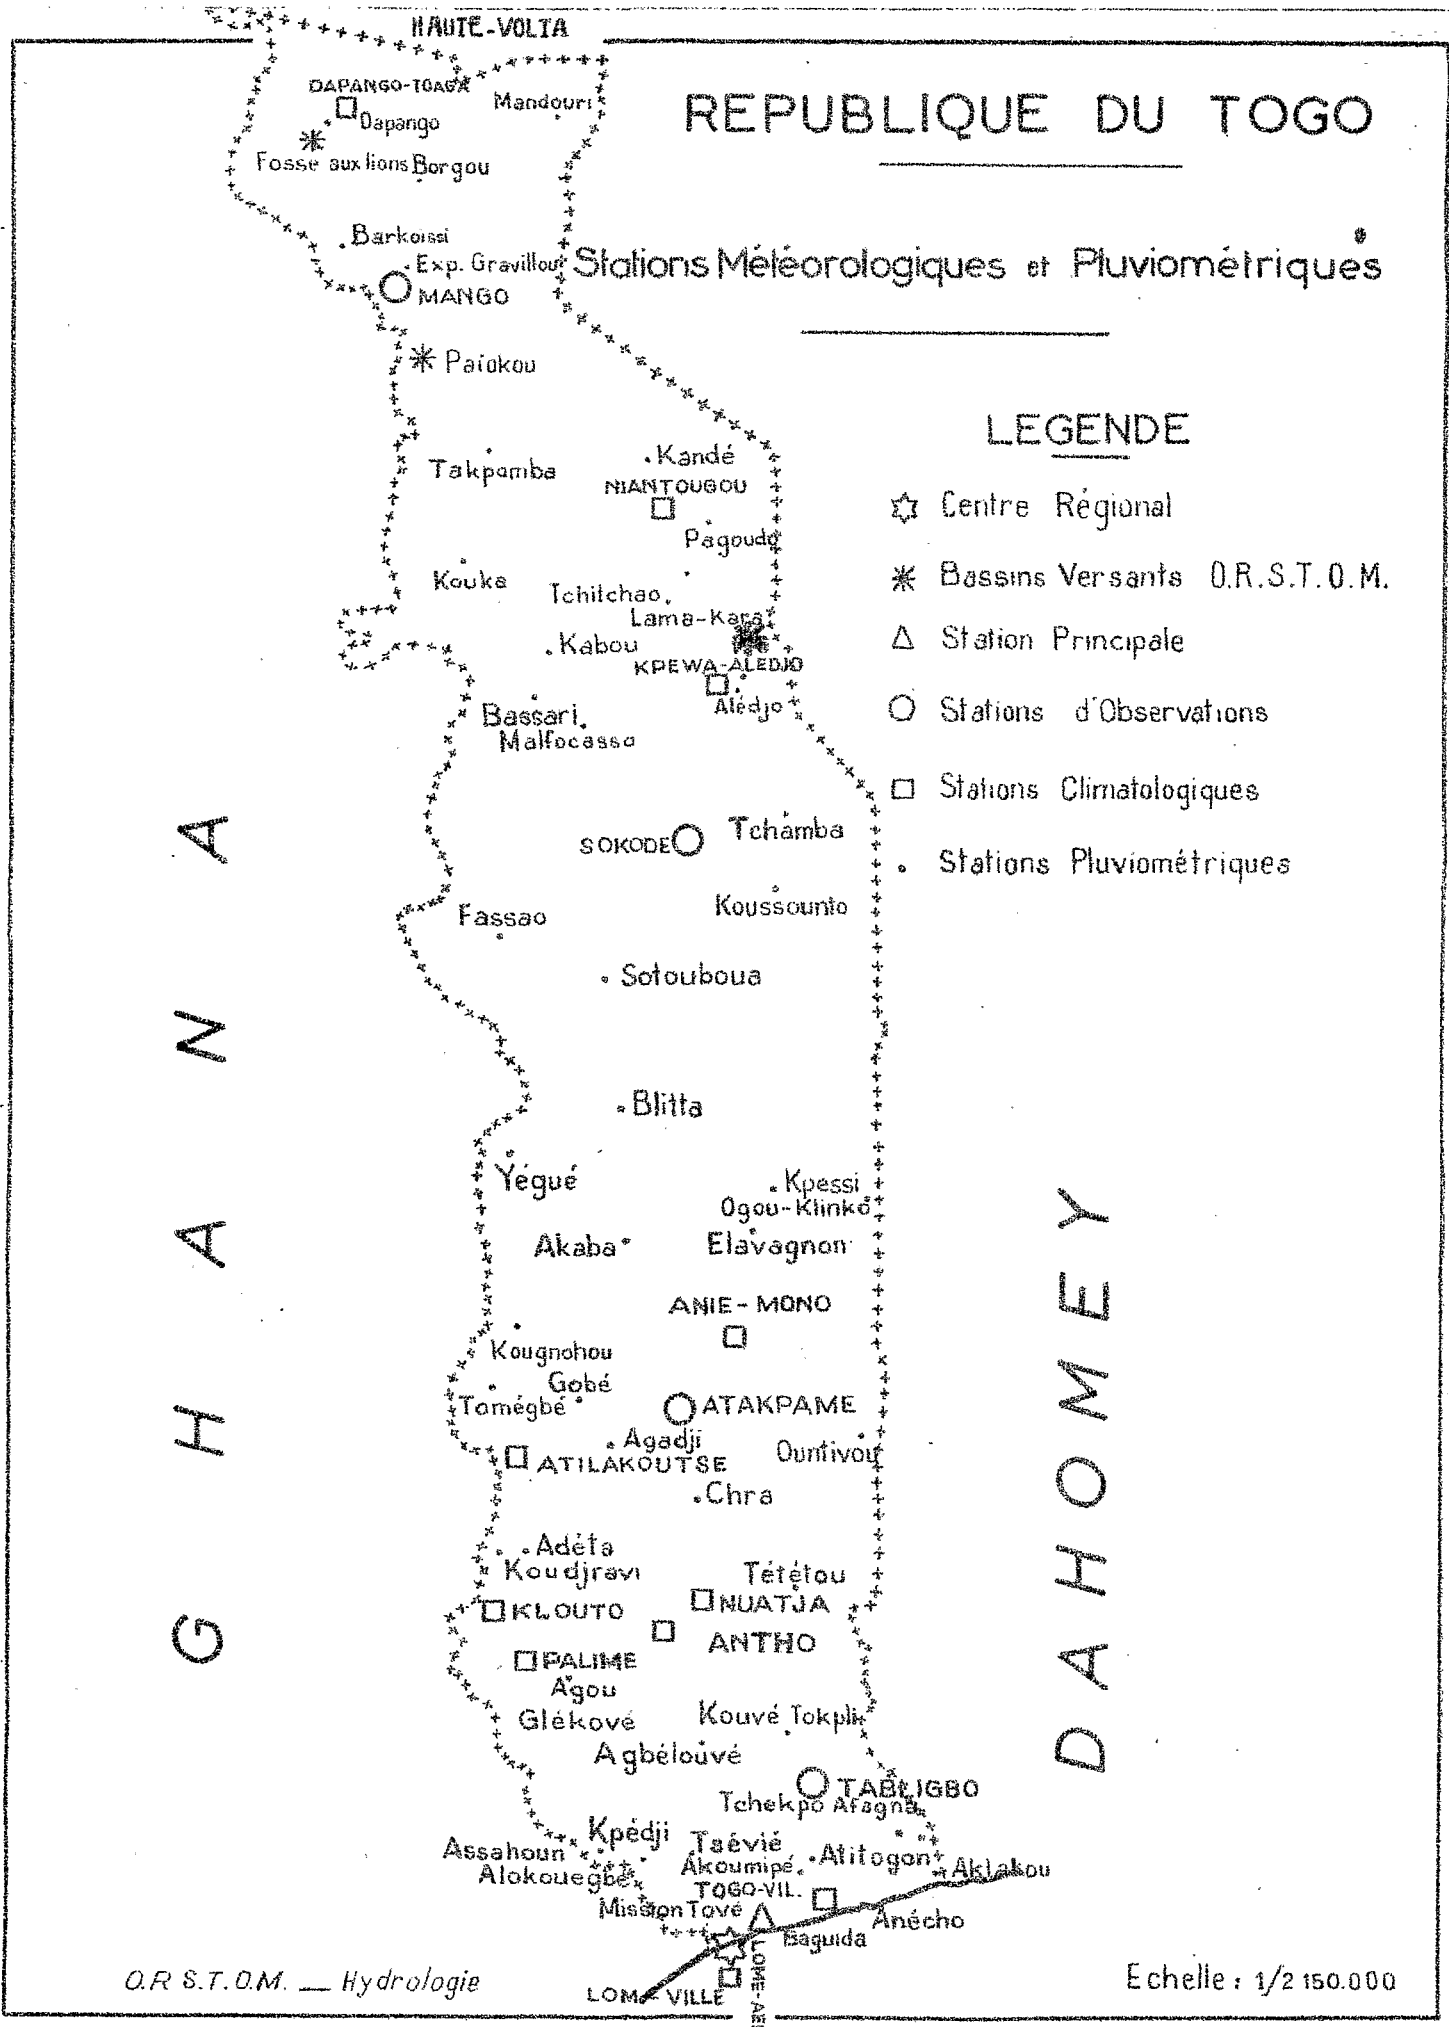 HAUTE-VOLTA
DAPANGO-TOAGA
Mandouri
Dapango
Fosse aux lions Borgou
REPUBLIQUE DU TOGO
Barkoissi
Exp. Gravillou
Stations Météorologiques et Pluviométriques
MANGO
Paiokou
LEGENDE
Centre Régional
Bassins Versants O.R.S.T.O.M.
Station Principale
Stations d'Observations
Stations Climatologiques
Stations Pluviométriques
Takpamba
Kandé
NIANTOUGOU
Pagouda
Kouka
Tchitchao
Lama-Kara
Kabou
KPEWA-ALEDJO
Alédjo
Bassari
Malfocassa
SOKODE
Tchamba
Fassao
Koussounto
Sotouboua
Blitta
Yégué
Kpessi
Ogou-Klinko
Akaba
Elavagnon
ANIE-MONO
Kougnohou
Gobé
Tomégbé
ATAKPAME
Agadji
Ountivou
ATILAKOUTSE
Chra
Adéta
Koudjravi
Tététou
KLOUTO
NUATJA
ANTHO
PALIME
Agou
Glékové
Kouvé Tokpli
Agbélouvé
TABLIGBO
Tchekpo Afagna
Kpédji
Tsévié
Assahoun
Akoumipé
Atitogon
Aklakou
Alokouegbe
TOGO-VIL.
Mission Tové
Anécho
Baguida
LOME-VILLE
GHANA
DAHOMEY
O.R.S.T.O.M. — Hydrologie
Echelle : 1/2 150.000